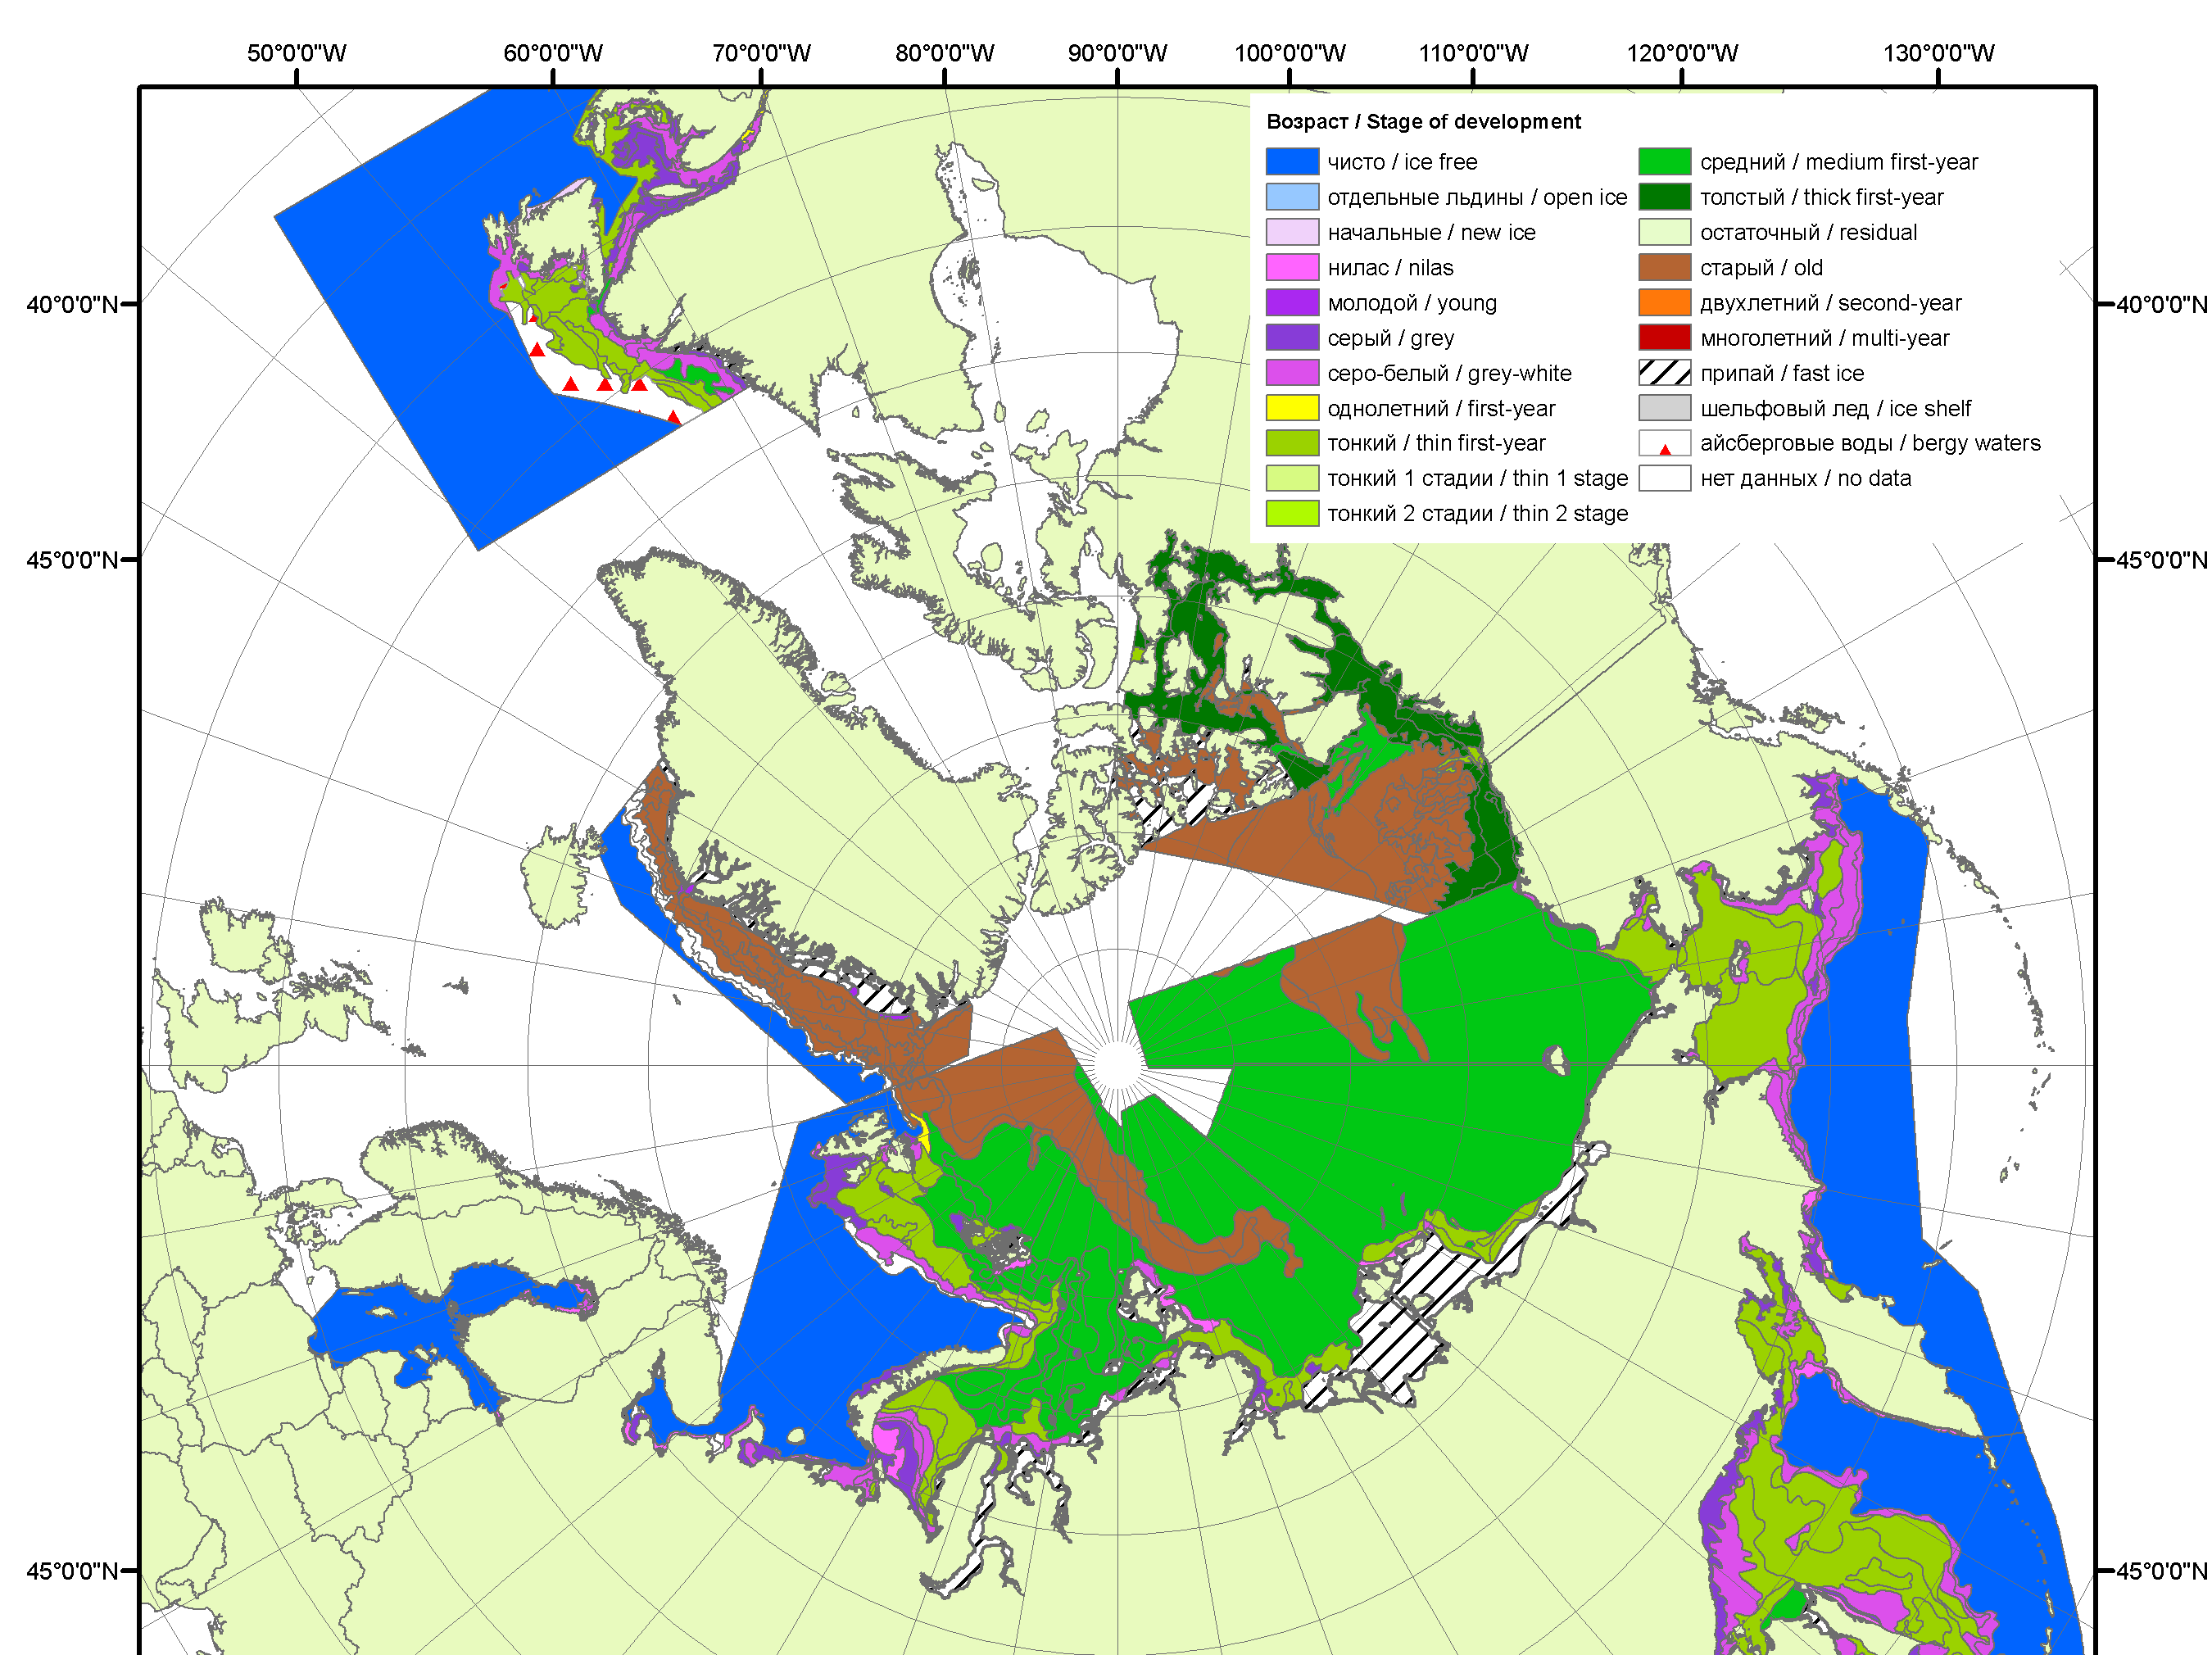 50°0'0"W 60°0'0"W 70°0'0"W 80°0'0"W 90°0'0"W 100°0'0"W 110°0'0"W 120°0'0"W 130°0'0"W
Возраст / Stage of development
чисто / ice free
отдельные льдины / open ice
начальные / new ice
нилас / nilas
молодой / young
серый / grey
серо-белый / grey-white
однолетний / first-year
тонкий / thin first-year
тонкий 1 стадии / thin 1 stage
тонкий 2 стадии / thin 2 stage
средний / medium first-year
толстый / thick first-year
остаточный / residual
старый / old
двухлетний / second-year
многолетний / multi-year
припай / fast ice
шельфовый лед / ice shelf
айсберговые воды / bergy waters
нет данных / no data
40°0'0"N 40°0'0"N
45°0'0"N 45°0'0"N
45°0'0"N 45°0'0"N